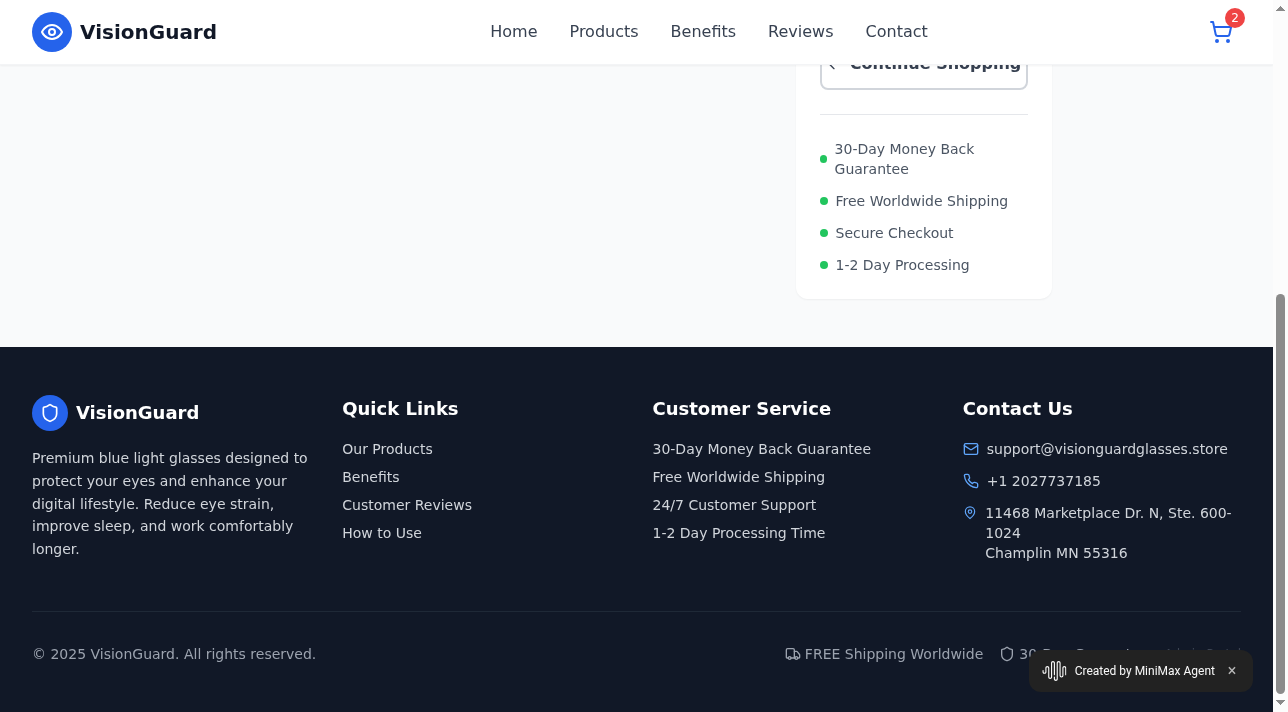 VisionGuard
Home
Products
Benefits
Reviews
Contact
2
Continue Shopping
30-Day Money Back
Guarantee
Free Worldwide Shipping
Secure Checkout
1-2 Day Processing
VisionGuard
Premium blue light glasses designed to
protect your eyes and enhance your
digital lifestyle. Reduce eye strain,
improve sleep, and work comfortably
longer.
Quick Links
Our Products
Benefits
Customer Reviews
How to Use
Customer Service
30-Day Money Back Guarantee
Free Worldwide Shipping
24/7 Customer Support
1-2 Day Processing Time
Contact Us
support@visionguardglasses.store
+1 2027737185
11468 Marketplace Dr. N, Ste. 600-
1024
Champlin MN 55316
© 2025 VisionGuard. All rights reserved.
FREE Shipping Worldwide
30
Created by MiniMax Agent